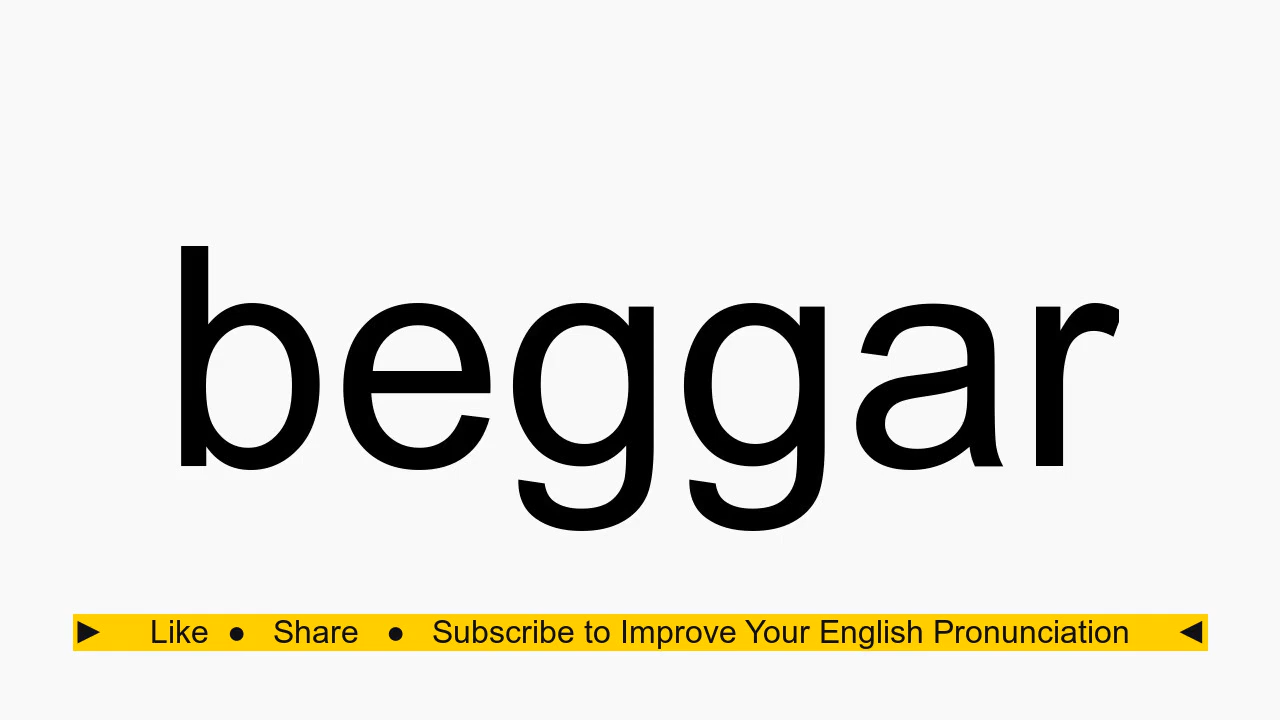 beggar
► Like ● Share ● Subscribe to Improve Your English Pronunciation ◄